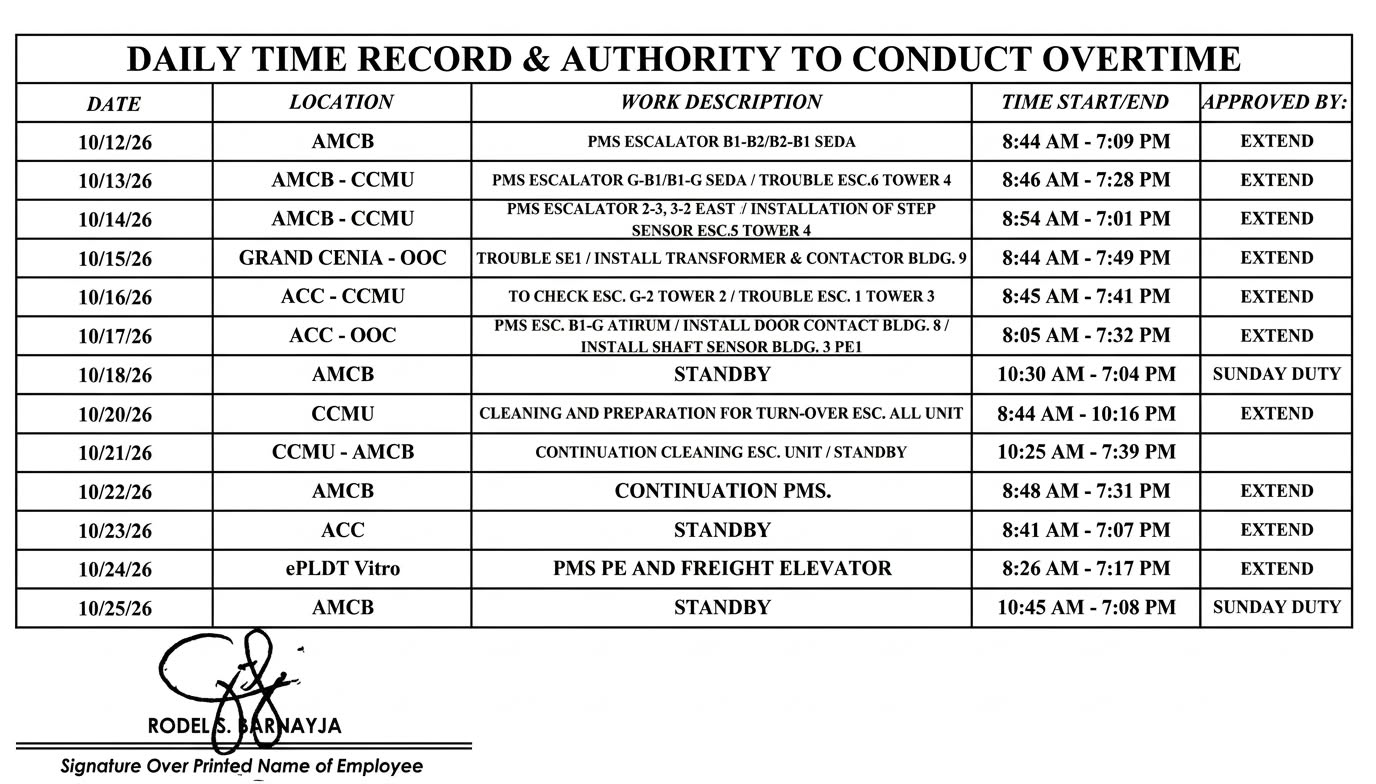 DAILY TIME RECORD & AUTHORITY TO CONDUCT OVERTIME
DATE LOCATION WORK DESCRIPTION TIME START/END APPROVED BY:
10/12/26 AMCB PMS ESCALATOR B1-B2/B2-B1 SEDA 8:44 AM - 7:09 PM EXTEND
10/13/26 AMCB - CCMU PMS ESCALATOR G-B1/B1-G SEDA / TROUBLE ESC.6 TOWER 4 8:46 AM - 7:28 PM EXTEND
10/14/26 AMCB - CCMU PMS ESCALATOR 2-3, 3-2 EAST / INSTALLATION OF STEP
SENSOR ESC.5 TOWER 4 8:54 AM - 7:01 PM EXTEND
10/15/26 GRAND CENIA - OOC TROUBLE SE1 / INSTALL TRANSFORMER & CONTACTOR BLDG. 9 8:44 AM - 7:49 PM EXTEND
10/16/26 ACC - CCMU TO CHECK ESC. G-2 TOWER 2 / TROUBLE ESC. 1 TOWER 3 8:45 AM - 7:41 PM EXTEND
10/17/26 ACC - OOC PMS ESC. B1-G ATIRUM / INSTALL DOOR CONTACT BLDG. 8 /
INSTALL SHAFT SENSOR BLDG. 3 PE1 8:05 AM - 7:32 PM EXTEND
10/18/26 AMCB STANDBY 10:30 AM - 7:04 PM SUNDAY DUTY
10/20/26 CCMU CLEANING AND PREPARATION FOR TURN-OVER ESC. ALL UNIT 8:44 AM - 10:16 PM EXTEND
10/21/26 CCMU - AMCB CONTINUATION CLEANING ESC. UNIT / STANDBY 10:25 AM - 7:39 PM
10/22/26 AMCB CONTINUATION PMS. 8:48 AM - 7:31 PM EXTEND
10/23/26 ACC STANDBY 8:41 AM - 7:07 PM EXTEND
10/24/26 ePLDT Vitro PMS PE AND FREIGHT ELEVATOR 8:26 AM - 7:17 PM EXTEND
10/25/26 AMCB STANDBY 10:45 AM - 7:08 PM SUNDAY DUTY
RODEL S. BARNAYJA
Signature Over Printed Name of Employee